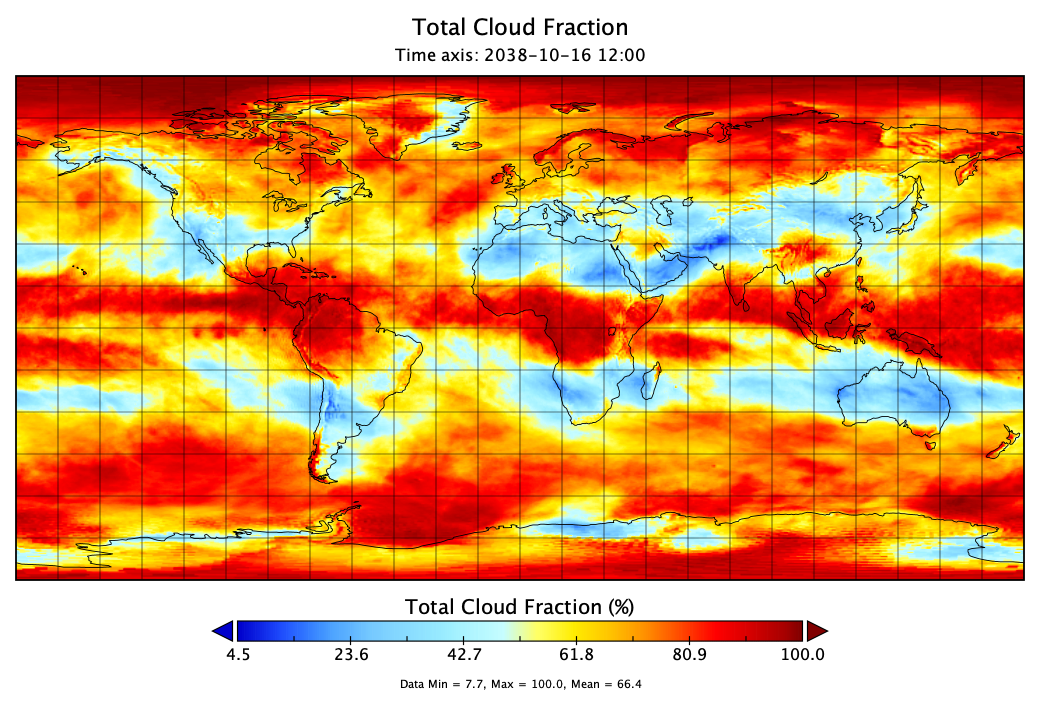 Total Cloud Fraction
Time axis: 2038-10-16 12:00
Total Cloud Fraction (%)
4.5 23.6 42.7 61.8 80.9 100.0
Data Min = 7.7, Max = 100.0, Mean = 66.4